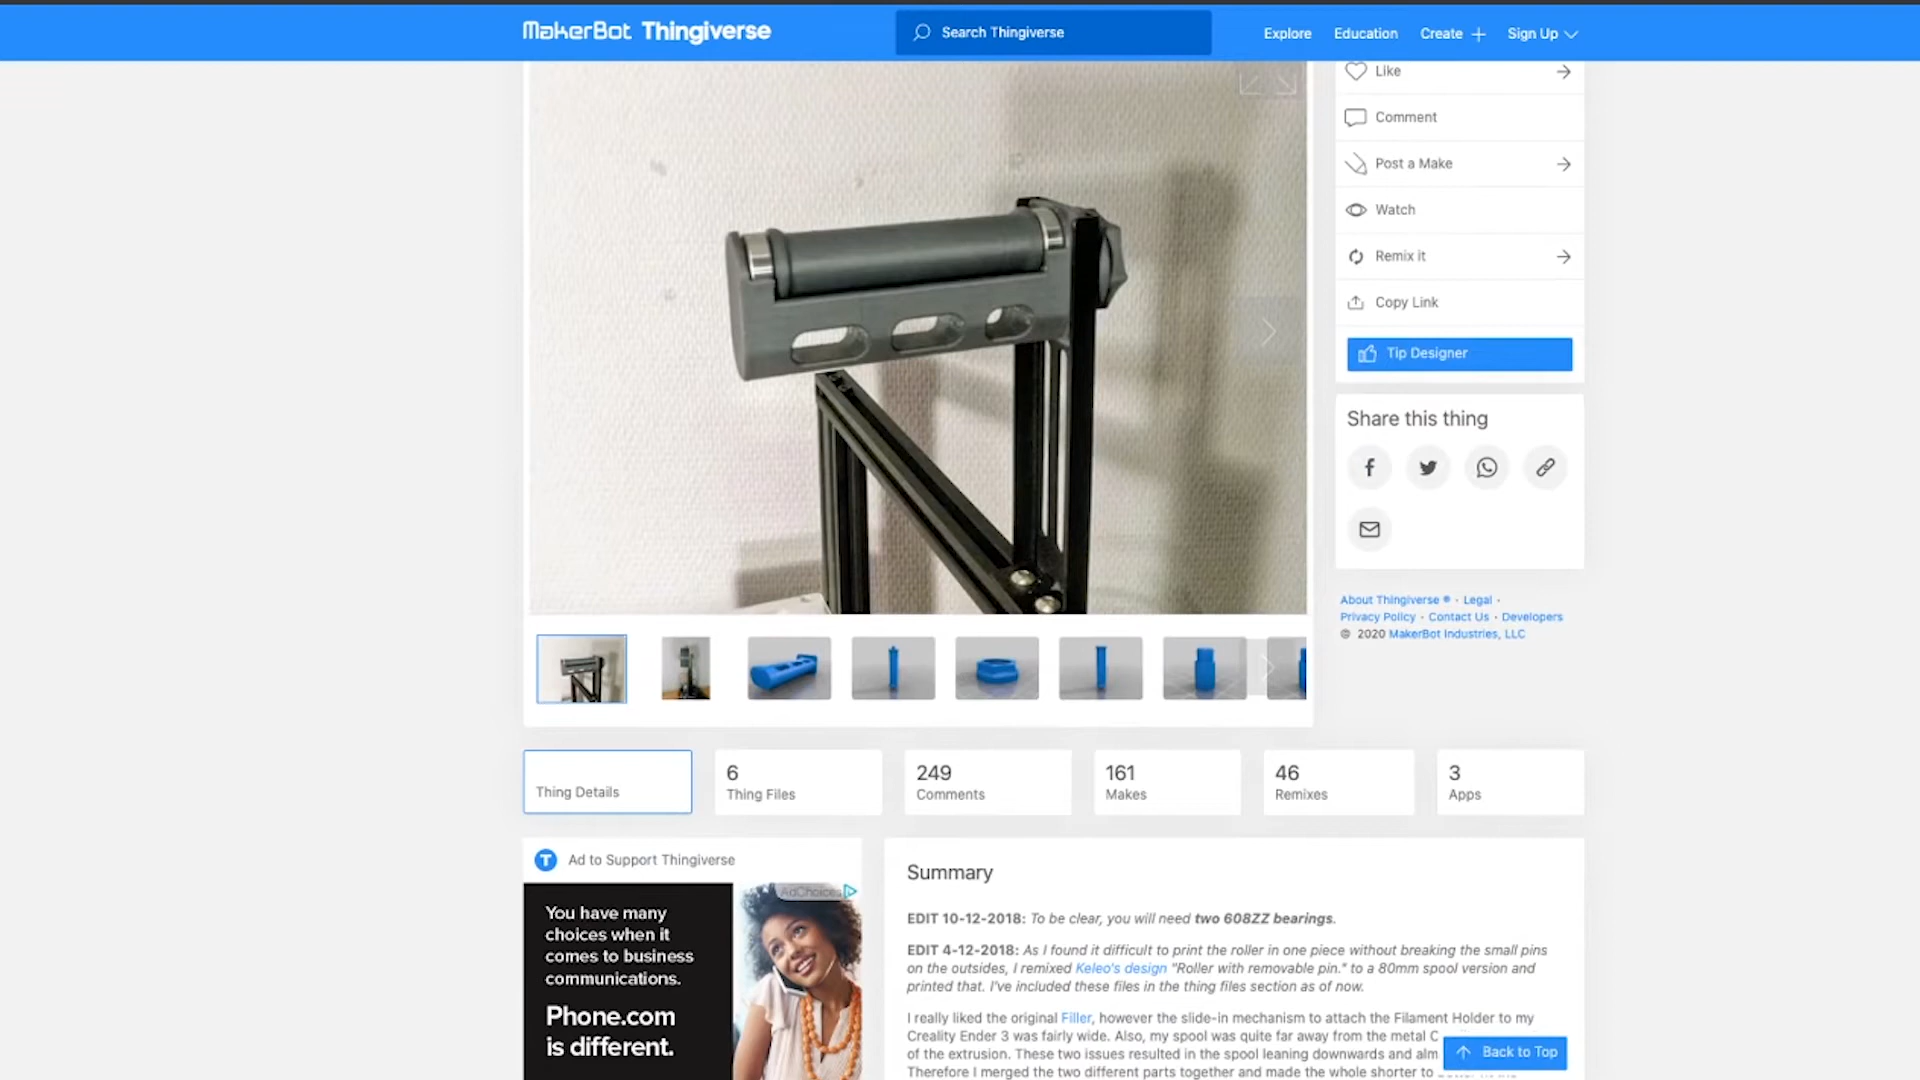 MakerBot Thingiverse
Search Thingiverse
Explore
Education
Create
Sign Up
Like
Comment
Post a Make
Watch
Remix it
Copy Link
Tip Designer
Share this thing
About Thingiverse ® · Legal ·
Privacy Policy · Contact Us · Developers
© 2020 MakerBot Industries, LLC
Thing Details
6
Thing Files
249
Comments
161
Makes
46
Remixes
3
Apps
Ad to Support Thingiverse
AdChoices
You have many
choices when it
comes to business
communications.
Phone.com
is different.
Summary
EDIT 10-12-2018: To be clear, you will need two 608ZZ bearings.
EDIT 4-12-2018: As I found it difficult to print the roller in one piece without breaking the small pins
on the outsides, I remixed Keleo's design "Roller with removable pin." to a 80mm spool version and
printed that. I've included these files in the thing files section as of now.
I really liked the original Filler, however the slide-in mechanism to attach the Filament Holder to my
Creality Ender 3 was fairly wide. Also, my spool was quite far away from the metal C
of the extrusion. These two issues resulted in the spool leaning downwards and alm
Therefore I merged the two different parts together and made the whole shorter to
Back to Top